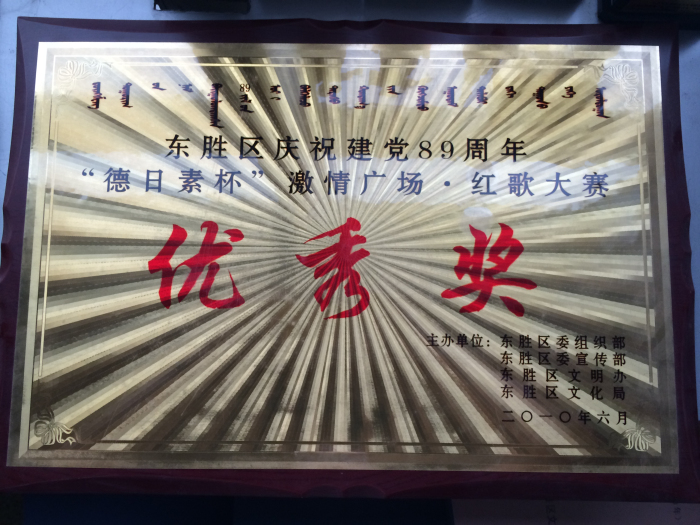 89
东胜区庆祝建党89周年
“德日素杯”激情广场·红歌大赛
优秀奖
主办单位：东胜区委组织部
东胜区委宣传部
东胜区文明办
东胜区文化局
二〇一〇年六月